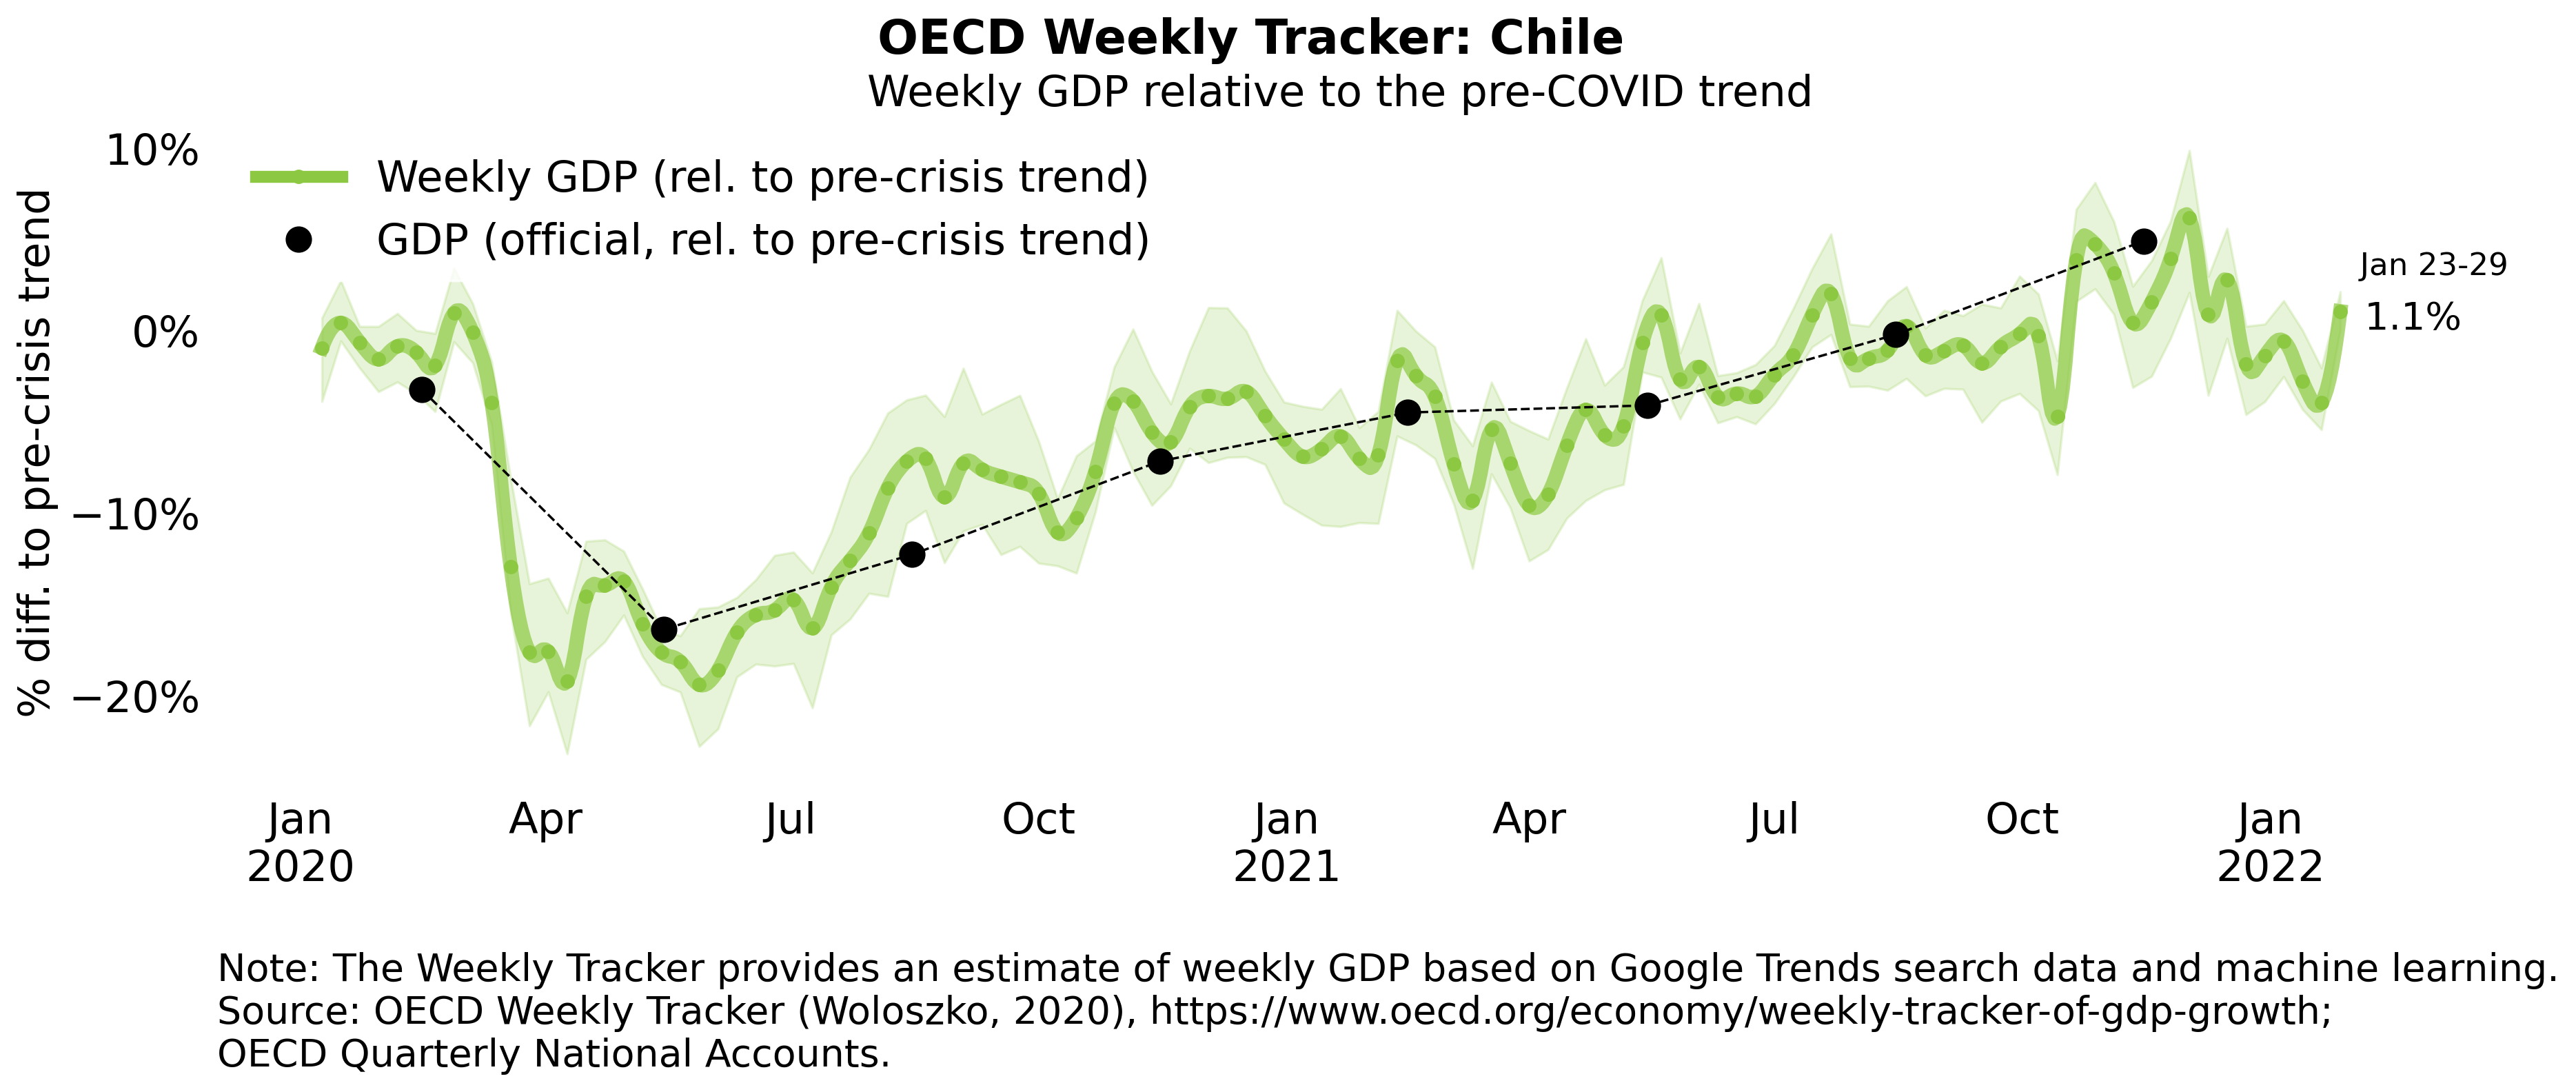 OECD Weekly Tracker: Chile
Weekly GDP relative to the pre-COVID trend
% diff. to pre-crisis trend
10%
0%
−10%
−20%
Weekly GDP (rel. to pre-crisis trend)
GDP (official, rel. to pre-crisis trend)
Jan 23-29
1.1%
Jan Apr Jul Oct Jan Apr Jul Oct Jan
2020 2021 2022
Note: The Weekly Tracker provides an estimate of weekly GDP based on Google Trends search data and machine learning.
Source: OECD Weekly Tracker (Woloszko, 2020), https://www.oecd.org/economy/weekly-tracker-of-gdp-growth;
OECD Quarterly National Accounts.